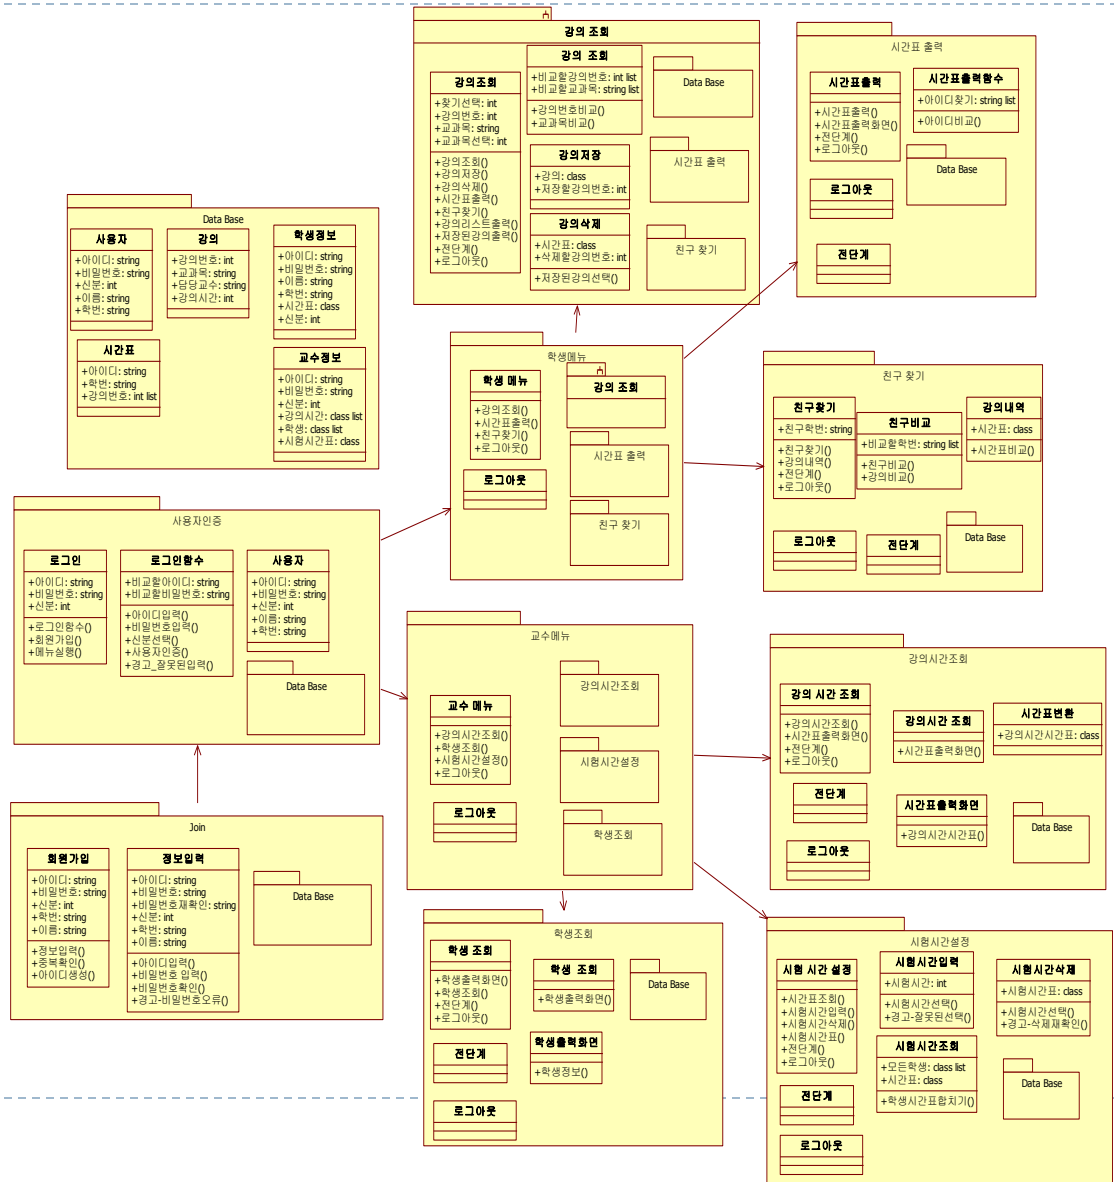 강의 조회
강의조회
+찾기선택: int
+강의번호: int
+교과목: string
+교과목선택: int
+강의조회()
+강의저장()
+강의삭제()
+시간표출력()
+친구찾기()
+강의리스트출력()
+저장된강의출력()
+전단계()
+로그아웃()
강의 조회
+비교할강의번호: int list
+비교할교과목: string list
+강의번호비교()
+교과목비교()
강의저장
+강의: class
+저장할강의번호: int
강의삭제
+시간표: class
+삭제할강의번호: int
+저장된강의선택()
Data Base
시간표 출력
친구 찾기
시간표 출력
시간표출력
+시간표출력()
+시간표출력화면()
+전단계()
+로그아웃()
시간표출력함수
+아이디찾기: string list
+아이디비교()
Data Base
로그아웃
전단계
Data Base
사용자
+아이디: string
+비밀번호: string
+신분: int
+이름: string
+학번: string
강의
+강의번호: int
+교과목: string
+담당교수: string
+강의시간: int
학생정보
+아이디: string
+비밀번호: string
+이름: string
+학번: string
+시간표: class
+신분: int
시간표
+아이디: string
+학번: string
+강의번호: int list
교수정보
+아이디: string
+비밀번호: string
+신분: int
+강의시간: class list
+학생: class list
+시험시간표: class
학생메뉴
학생 메뉴
+강의조회()
+시간표출력()
+친구찾기()
+로그아웃()
로그아웃
강의 조회
시간표 출력
친구 찾기
친구 찾기
친구찾기
+친구학번: string
+친구찾기()
+강의내역()
+전단계()
+로그아웃()
친구비교
+비교할학번: string list
+친구비교()
+강의비교()
강의내역
+시간표: class
+시간표비교()
로그아웃
전단계
Data Base
사용자인증
로그인
+아이디: string
+비밀번호: string
+신분: int
+로그인함수()
+회원가입()
+메뉴실행()
로그인함수
+비교할아이디: string
+비교할비밀번호: string
+아이디입력()
+비밀번호입력()
+신분선택()
+사용자인증()
+경고_잘못된입력()
사용자
+아이디: string
+비밀번호: string
+신분: int
+이름: string
+학번: string
Data Base
교수메뉴
교수 메뉴
+강의시간조회()
+학생조회()
+시험시간설정()
+로그아웃()
로그아웃
강의시간조회
시험시간설정
학생조회
강의시간조회
강의 시간 조회
+강의시간조회()
+시간표출력화면()
+전단계()
+로그아웃()
강의시간 조회
+시간표출력화면()
시간표변환
+강의시간시간표: class
전단계
시간표출력화면
+강의시간시간표()
Data Base
로그아웃
Join
회원가입
+아이디: string
+비밀번호: string
+신분: int
+학번: string
+이름: string
+정보입력()
+중복확인()
+아이디생성()
정보입력
+아이디: string
+비밀번호: string
+비밀번호재확인: string
+신분: int
+학번: string
+이름: string
+아이디입력()
+비밀번호 입력()
+비밀번호확인()
+경고-비밀번호오류()
Data Base
학생조회
학생 조회
+학생출력화면()
+학생조회()
+전단계()
+로그아웃()
학생 조회
+학생출력화면()
Data Base
학생출력화면
+학생정보()
전단계
로그아웃
시험시간설정
시험 시간 설정
+시간표조회()
+시험시간입력()
+시험시간삭제()
+시험시간표()
+전단계()
+로그아웃()
시험시간입력
+시험시간: int
+시험시간선택()
+경고-잘못된선택()
시험시간삭제
+시험시간표: class
+시험시간선택()
+경고-삭제재확인()
시험시간조회
+모든학생: class list
+시간표: class
+학생시간표합치기()
Data Base
전단계
로그아웃